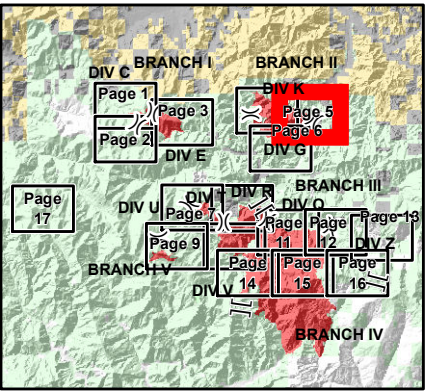 BRANCH I
BRANCH II
DIV C
DIV K
Page 1
Page 3
Page 5
Page 6
Page 2
DIV E
DIV G
BRANCH III
Page
17
DIV U
DIV R
DIV O
Page 7
Page 13
Page
11
Page
12
Page 9
DIV Z
BRANCH V
Page
14
Page
15
Page
16
DIV V
BRANCH IV